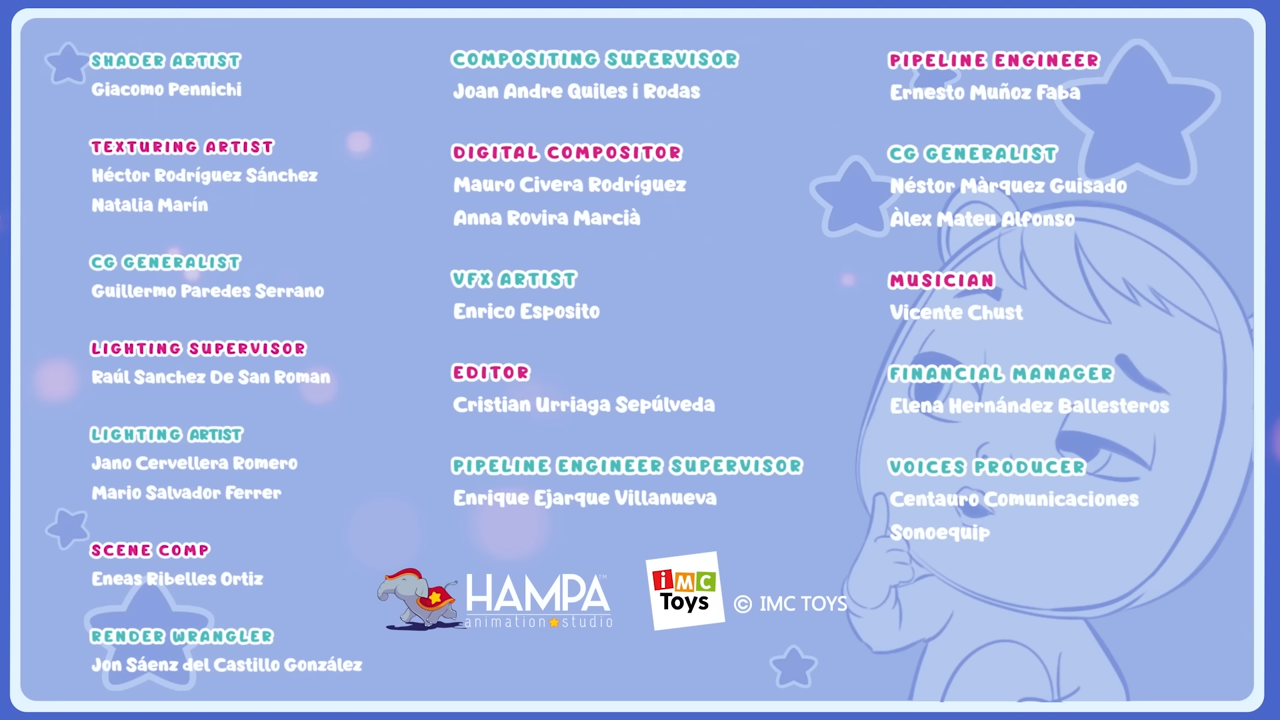 SHADER ARTIST
Giacomo Pennichi
TEXTURING ARTIST
Héctor Rodríguez Sánchez
Natalia Marín
CG GENERALIST
Guillermo Paredes Serrano
LIGHTING SUPERVISOR
Raúl Sanchez De San Roman
LIGHTING ARTIST
Jano Cervellera Romero
Mario Salvador Ferrer
SCENE COMP
Eneas Ribelles Ortiz
RENDER WRANGLER
Jon Sáenz del Castillo González
COMPOSITING SUPERVISOR
Joan Andre Quiles i Rodas
DIGITAL COMPOSITOR
Mauro Civera Rodríguez
Anna Rovira Marcià
VFX ARTIST
Enrico Esposito
EDITOR
Cristian Urriaga Sepúlveda
PIPELINE ENGINEER SUPERVISOR
Enrique Ejarque Villanueva
PIPELINE ENGINEER
Ernesto Muñoz Faba
CG GENERALIST
Néstor Màrquez Guisado
Àlex Mateu Alfonso
MUSICIAN
Vicente Chust
FINANCIAL MANAGER
Elena Hernández Ballesteros
VOICES PRODUCER
Centauro Comunicaciones
Sonoequip
HAMPA™
animation studio
iMC
Toys
© IMC TOYS